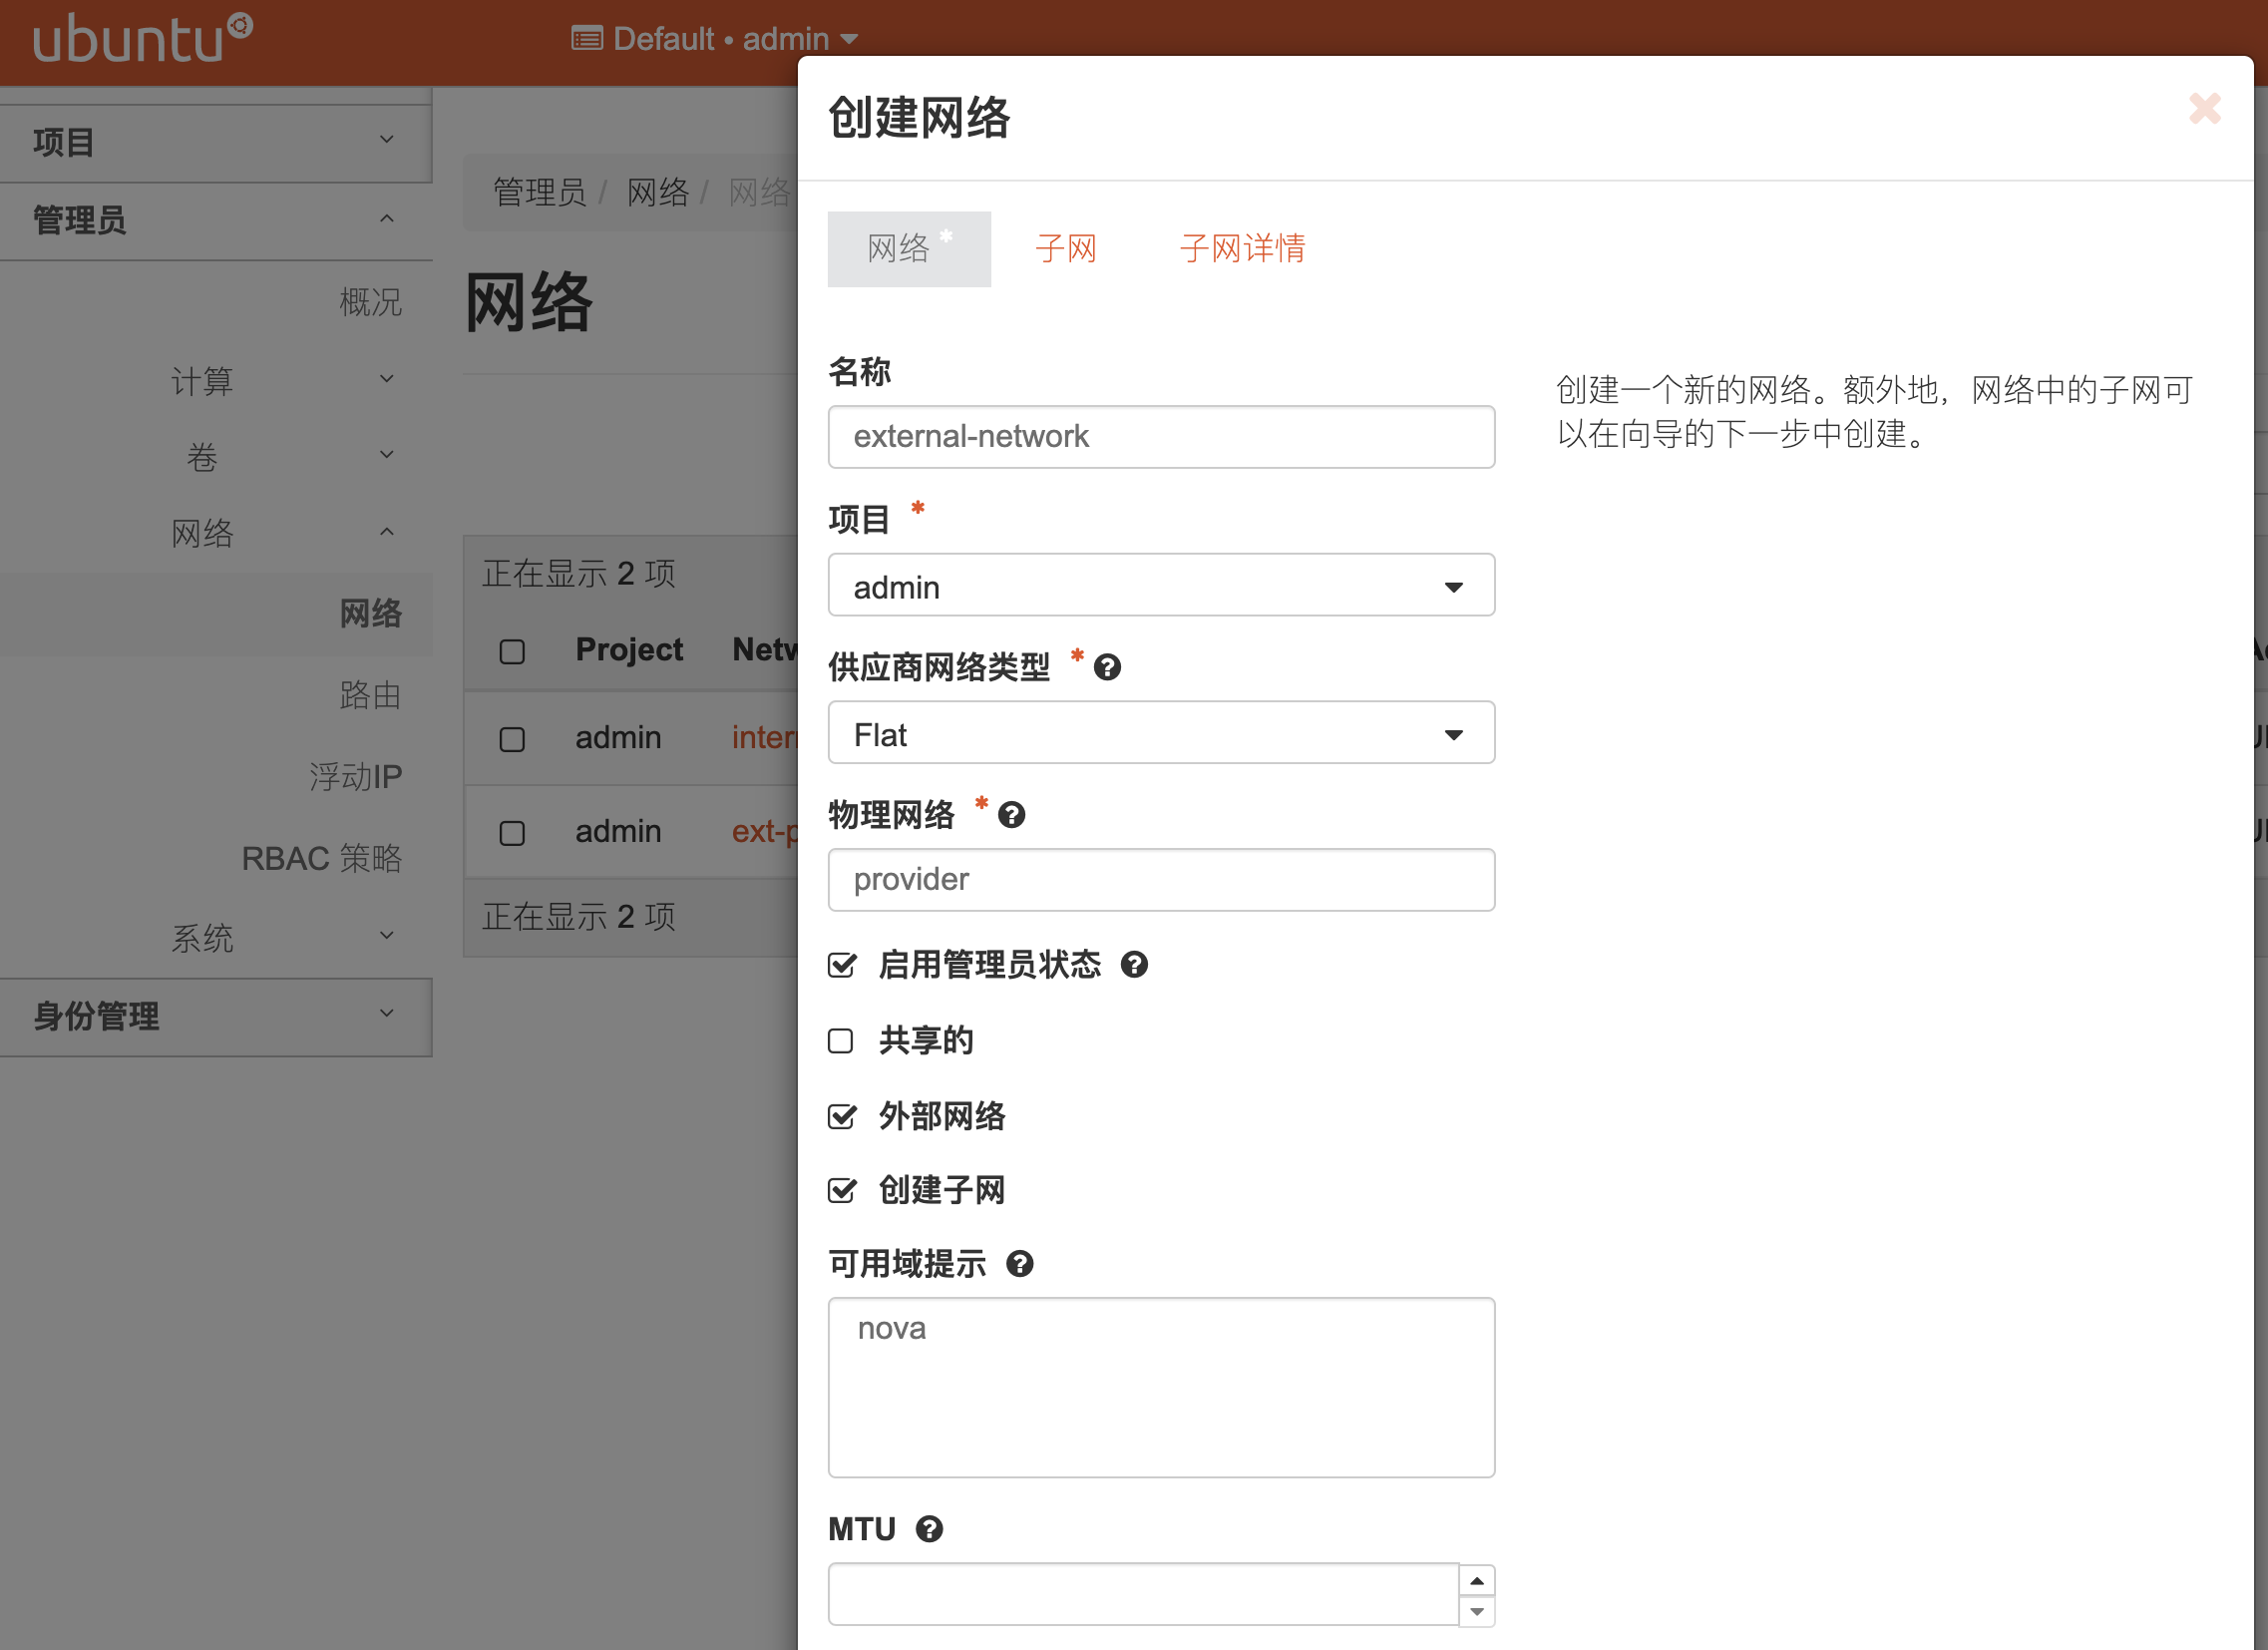 ubuntu
Default • admin
项目
管理员
概况
计算
卷
网络
网络
路由
浮动IP
RBAC 策略
系统
身份管理
管理员 / 网络 / 网络
网络
正在显示 2 项
Project
admin
admin
正在显示 2 项
创建网络
网络 *
子网
子网详情
名称
external-network
项目 *
admin
供应商网络类型 *
Flat
物理网络 *
provider
启用管理员状态
共享的
外部网络
创建子网
可用域提示
nova
MTU
创建一个新的网络。额外地，网络中的子网可
以在向导的下一步中创建。